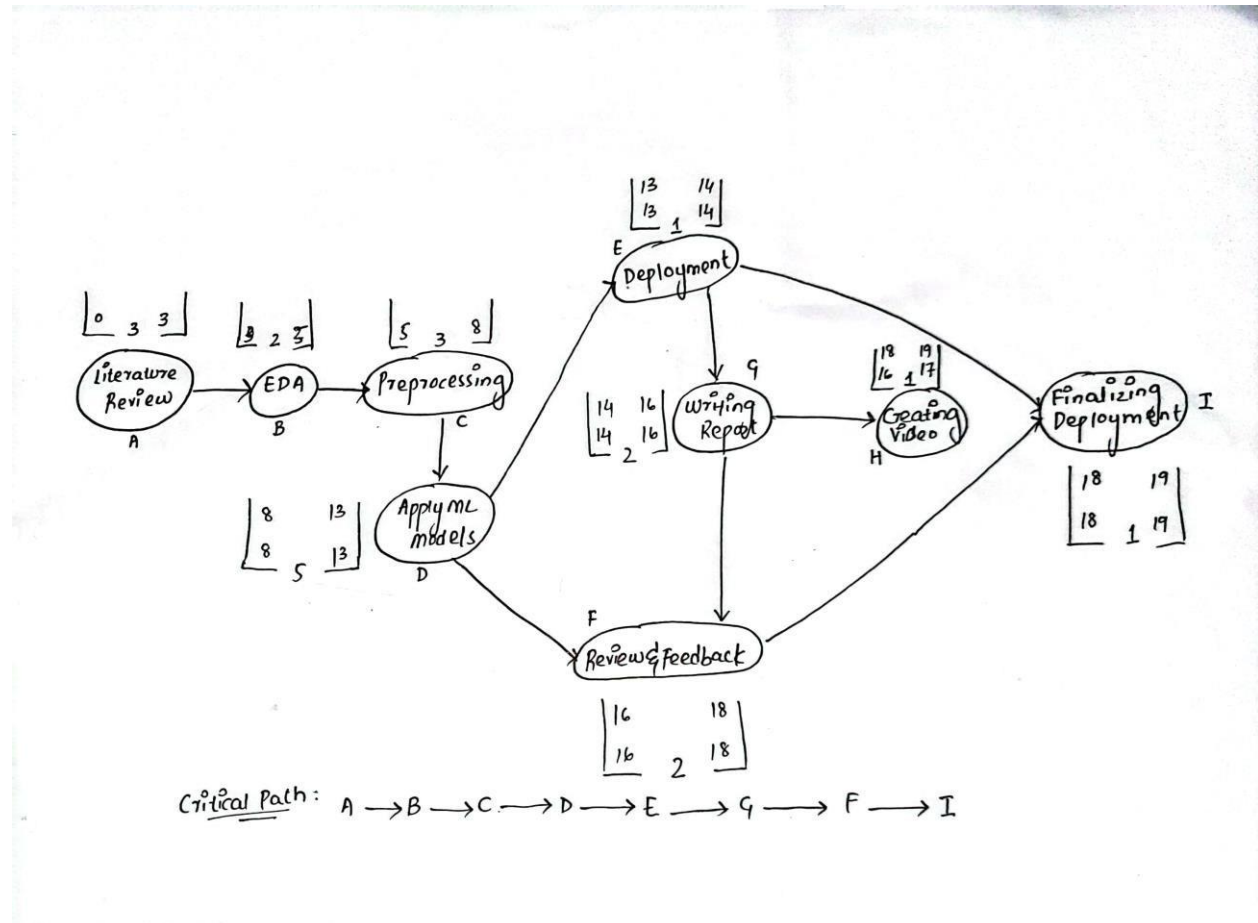 13 14
13 14
1
E
Deployment
0 3 3
Literature
Review
A
2
EDA
B
5 3 8
Preprocessing
C
G
14 16
14 16
2
Writing
Report
18 19
16 17
1
Creating
Video
H
Finalizing
Deployment
I
18 19
18 1 19
8 13
8 13
5
Apply ML
models
D
F
Review & Feedback
16 18
16 18
2
Critical Path: A → B → C → D → E → G → F → I